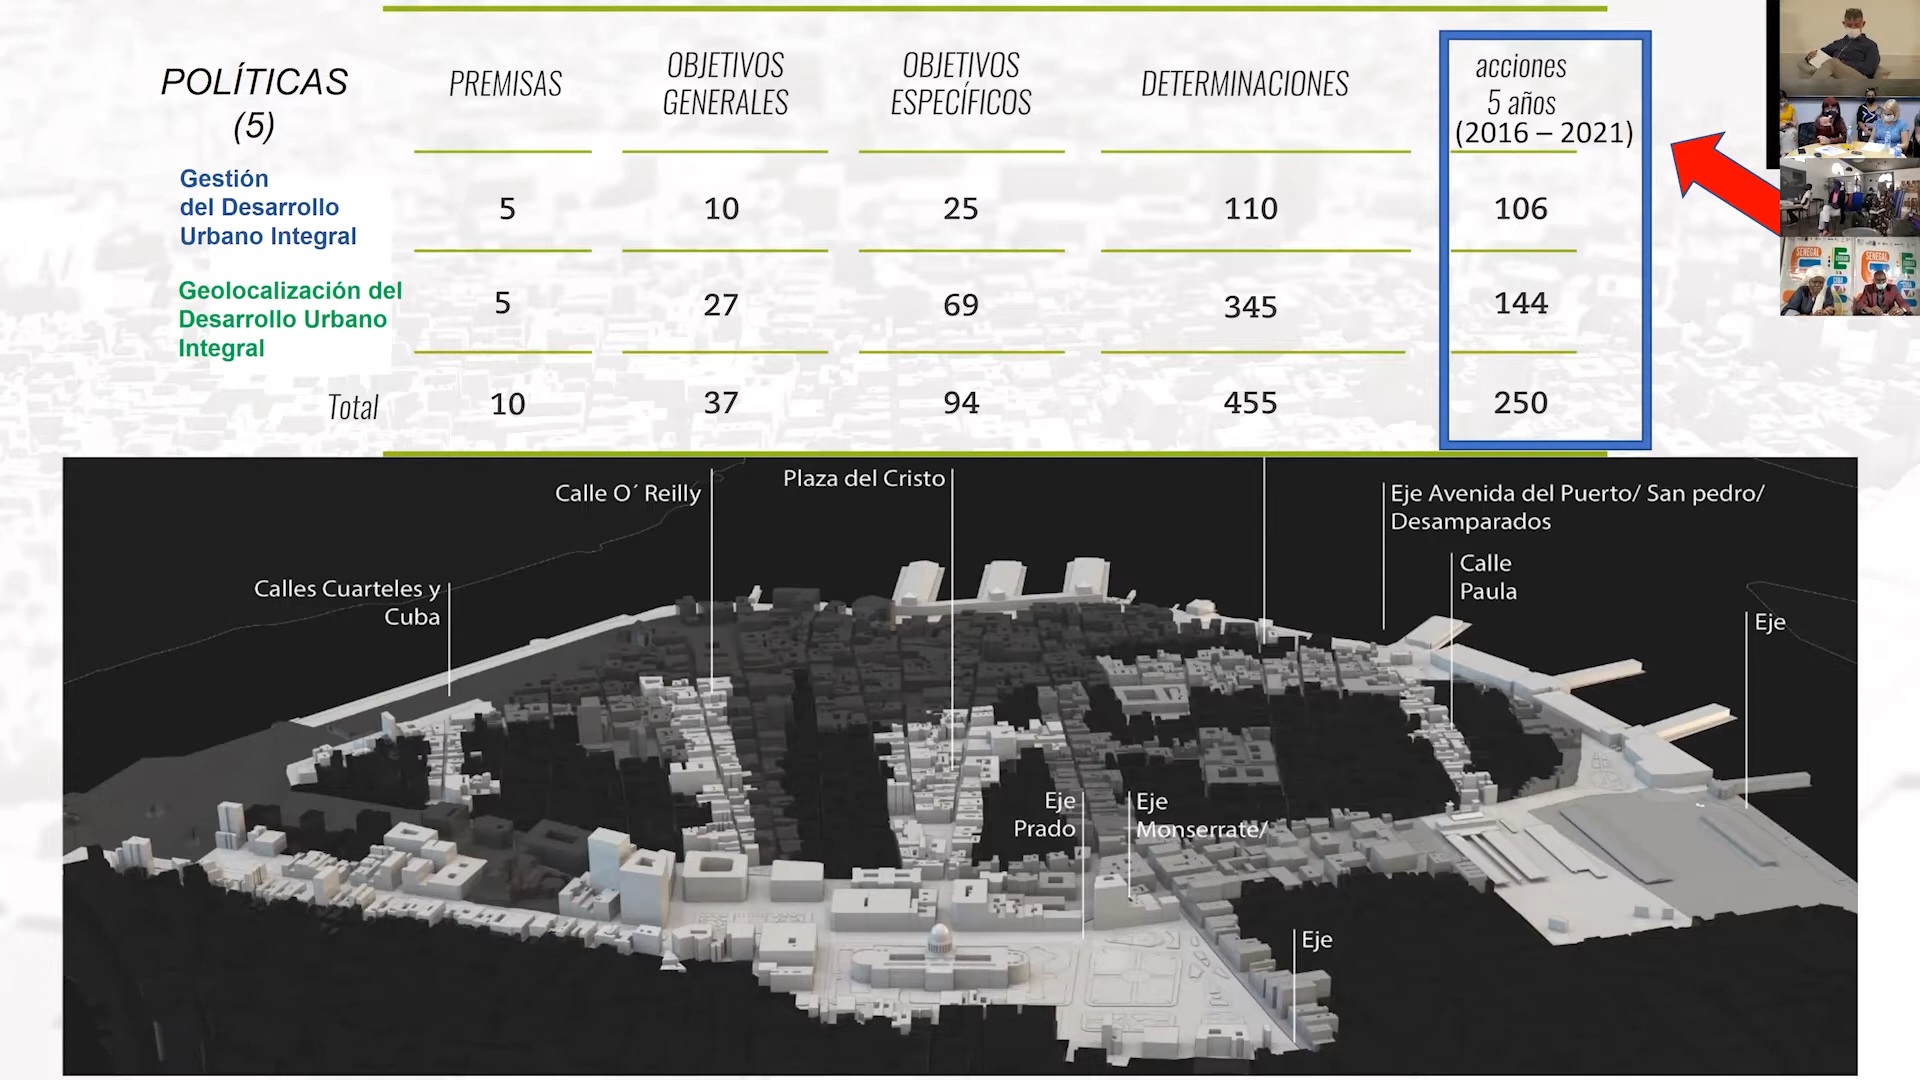 POLÍTICAS
(5)
PREMISAS
OBJETIVOS
GENERALES
OBJETIVOS
ESPECÍFICOS
DETERMINACIONES
acciones
5 años
(2016 – 2021)
Gestión
del Desarrollo
Urbano Integral
5
10
25
110
106
Geolocalización del
Desarrollo Urbano
Integral
5
27
69
345
144
Total
10
37
94
455
250
Calle O´ Reilly
Plaza del Cristo
Eje Avenida del Puerto/ San pedro/
Desamparados
Calles Cuarteles y
Cuba
Calle
Paula
Eje
Eje
Prado
Eje
Monserrate/
Eje
SENEGAL
SENEGAL